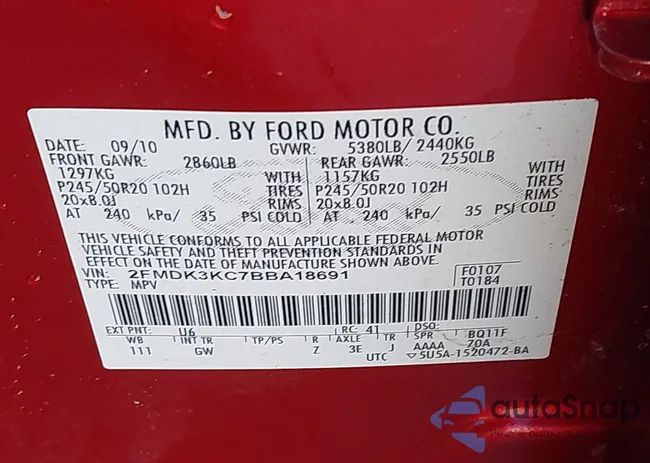 MFD. BY FORD MOTOR CO.
DATE: 09/10 GVWR: 5380LB/ 2440KG
FRONT GAWR: 2860LB REAR GAWR: 2550LB
1297KG WITH 1157KG WITH
P245/50R20 102H TIRES P245/50R20 102H TIRES
20x8.0J RIMS 20x8.0J RIMS
AT 240 kPa/ 35 PSI COLD AT 240 kPa/ 35 PSI COLD
THIS VEHICLE CONFORMS TO ALL APPLICABLE FEDERAL MOTOR
VEHICLE SAFETY AND THEFT PREVENTION STANDARDS IN
EFFECT ON THE DATE OF MANUFACTURE SHOWN ABOVE.
VIN: 2FMDK3KC7BBA18691 F0107
TYPE: MPV T0184
EXT PNT: U6 RC: 41 DSO:
WB INT TR TP/PS R AXLE TR SPR BQ11F
111 GW Z 3E J AAAA 70A
UTC 5U5A-1520472-BA
autoSnap